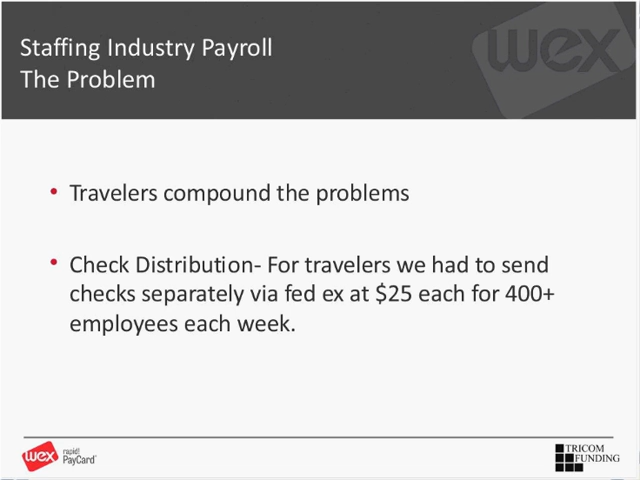 Staffing Industry Payroll
The Problem
wex
• Travelers compound the problems
• Check Distribution- For travelers we had to send
checks separately via fed ex at $25 each for 400+
employees each week.
wex rapid! PayCard
TRICOM
FUNDING